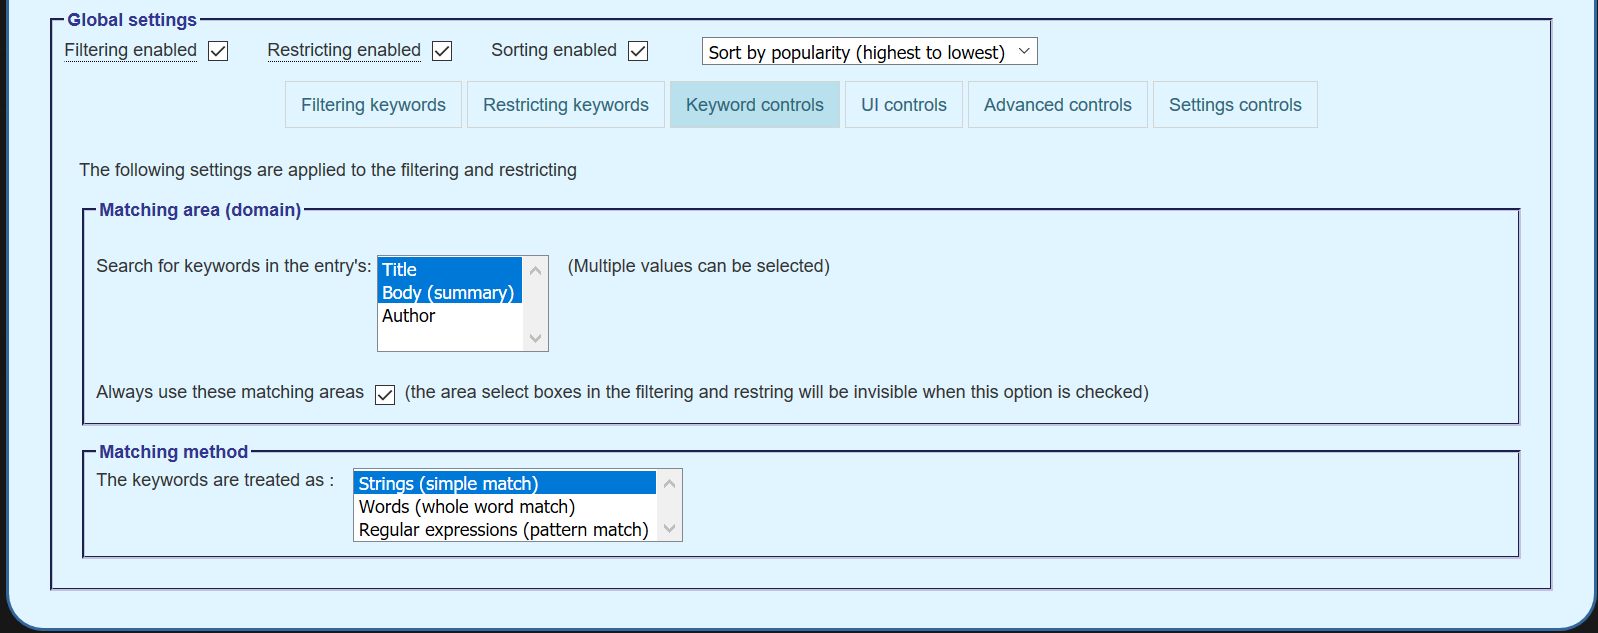 Global settings
Filtering enabled Restricting enabled Sorting enabled Sort by popularity (highest to lowest)
Filtering keywords Restricting keywords Keyword controls UI controls Advanced controls Settings controls
The following settings are applied to the filtering and restricting
Matching area (domain)
Search for keywords in the entry's: Title (Multiple values can be selected)
Body (summary)
Author
Always use these matching areas (the area select boxes in the filtering and restring will be invisible when this option is checked)
Matching method
The keywords are treated as : Strings (simple match)
Words (whole word match)
Regular expressions (pattern match)